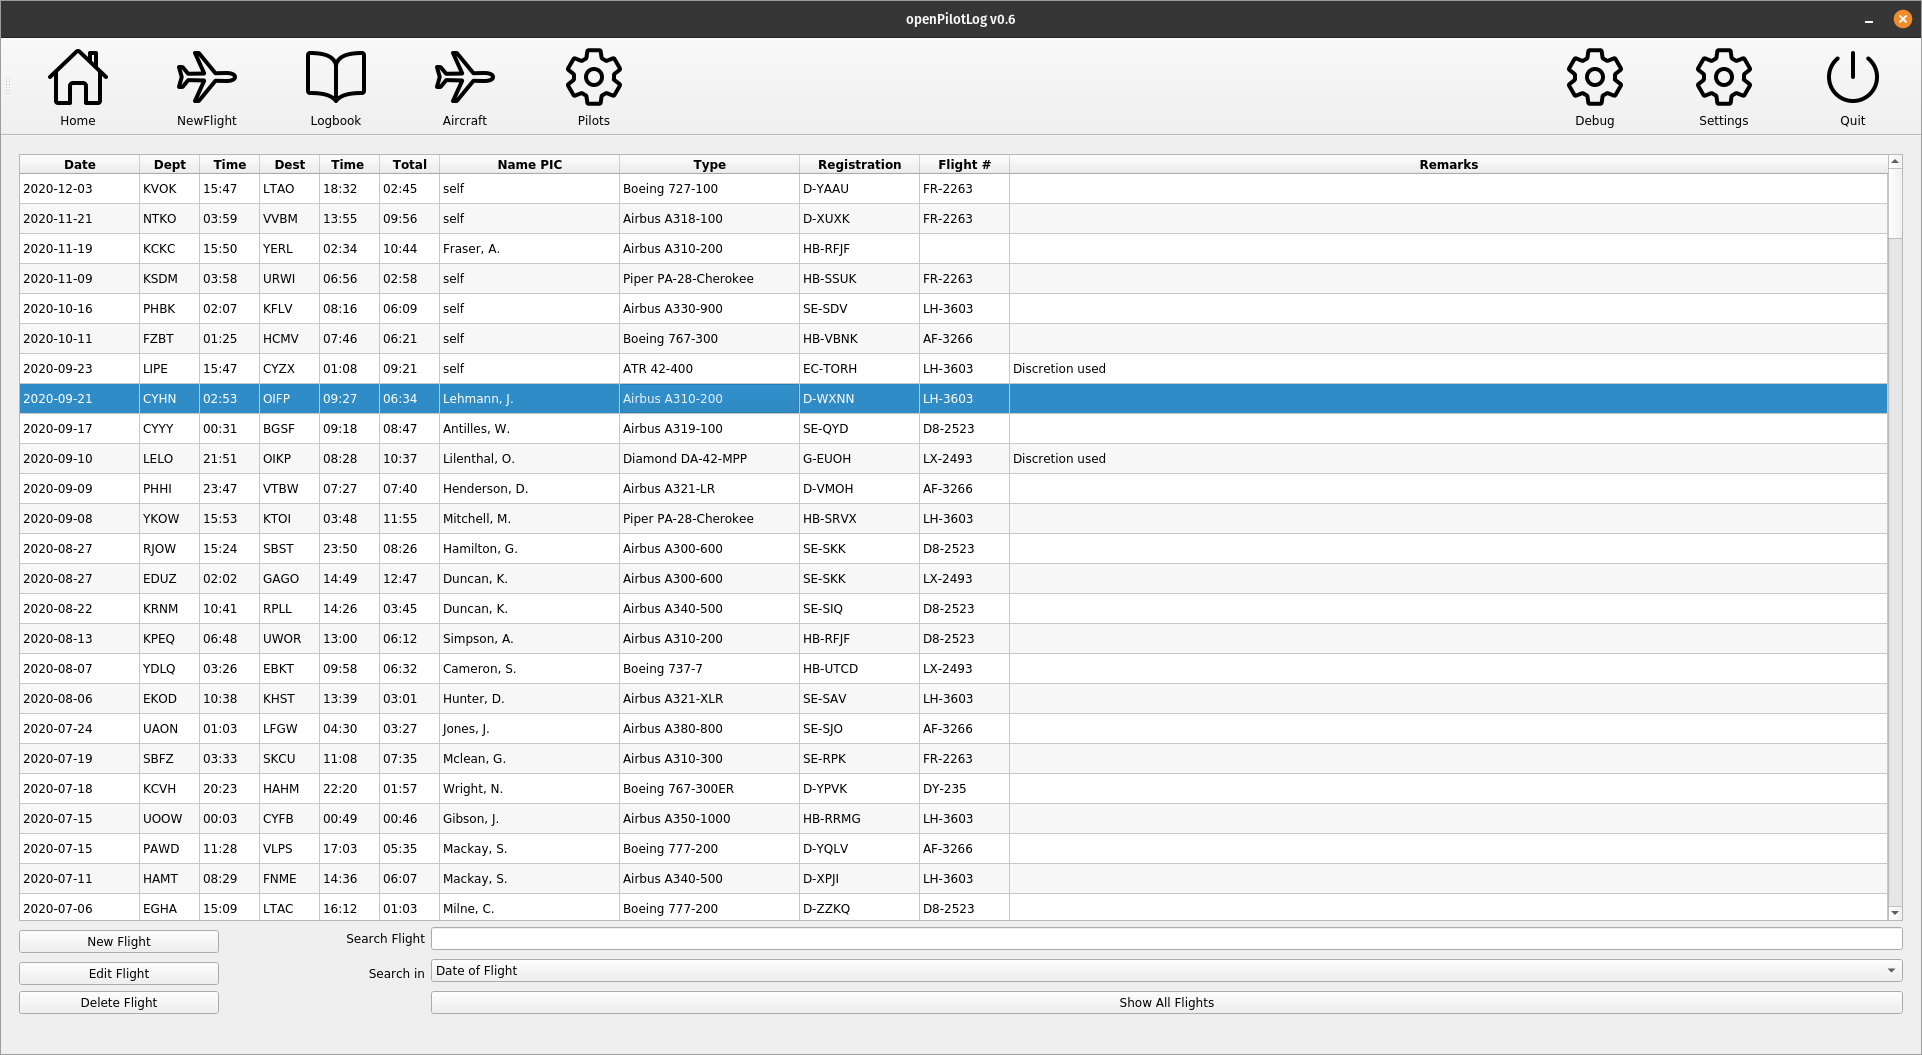 openPilotLog v0.6
Home NewFlight Logbook Aircraft Pilots Debug Settings Quit
Date Dept Time Dest Time Total Name PIC Type Registration Flight # Remarks
2020-12-03 KVOK 15:47 LTAO 18:32 02:45 self Boeing 727-100 D-YAAU FR-2263
2020-11-21 NTKO 03:59 VVBM 13:55 09:56 self Airbus A318-100 D-XUXK FR-2263
2020-11-19 KCKC 15:50 YERL 02:34 10:44 Fraser, A. Airbus A310-200 HB-RFJF
2020-11-09 KSDM 03:58 URWI 06:56 02:58 self Piper PA-28-Cherokee HB-SSUK FR-2263
2020-10-16 PHBK 02:07 KFLV 08:16 06:09 self Airbus A330-900 SE-SDV LH-3603
2020-10-11 FZBT 01:25 HCMV 07:46 06:21 self Boeing 767-300 HB-VBNK AF-3266
2020-09-23 LIPE 15:47 CYZX 01:08 09:21 self ATR 42-400 EC-TORH LH-3603 Discretion used
2020-09-21 CYHN 02:53 OIFP 09:27 06:34 Lehmann, J. Airbus A310-200 D-WXNN LH-3603
2020-09-17 CYYY 00:31 BGSF 09:18 08:47 Antilles, W. Airbus A319-100 SE-QYD D8-2523
2020-09-10 LELO 21:51 OIKP 08:28 10:37 Lilenthal, O. Diamond DA-42-MPP G-EUOH LX-2493 Discretion used
2020-09-09 PHHI 23:47 VTBW 07:27 07:40 Henderson, D. Airbus A321-LR D-VMOH AF-3266
2020-09-08 YKOW 15:53 KTOI 03:48 11:55 Mitchell, M. Piper PA-28-Cherokee HB-SRVX LH-3603
2020-08-27 RJOW 15:24 SBST 23:50 08:26 Hamilton, G. Airbus A300-600 SE-SKK D8-2523
2020-08-27 EDUZ 02:02 GAGO 14:49 12:47 Duncan, K. Airbus A300-600 SE-SKK LX-2493
2020-08-22 KRNM 10:41 RPLL 14:26 03:45 Duncan, K. Airbus A340-500 SE-SIQ D8-2523
2020-08-13 KPEQ 06:48 UWOR 13:00 06:12 Simpson, A. Airbus A310-200 HB-RFJF D8-2523
2020-08-07 YDLQ 03:26 EBKT 09:58 06:32 Cameron, S. Boeing 737-7 HB-UTCD LX-2493
2020-08-06 EKOD 10:38 KHST 13:39 03:01 Hunter, D. Airbus A321-XLR SE-SAV LH-3603
2020-07-24 UAON 01:03 LFGW 04:30 03:27 Jones, J. Airbus A380-800 SE-SJO AF-3266
2020-07-19 SBFZ 03:33 SKCU 11:08 07:35 Mclean, G. Airbus A310-300 SE-RPK FR-2263
2020-07-18 KCVH 20:23 HAHM 22:20 01:57 Wright, N. Boeing 767-300ER D-YPVK DY-235
2020-07-15 UOOW 00:03 CYFB 00:49 00:46 Gibson, J. Airbus A350-1000 HB-RRMG LH-3603
2020-07-15 PAWD 11:28 VLPS 17:03 05:35 Mackay, S. Boeing 777-200 D-YQLV AF-3266
2020-07-11 HAMT 08:29 FNME 14:36 06:07 Mackay, S. Airbus A340-500 D-XPJI LH-3603
2020-07-06 EGHA 15:09 LTAC 16:12 01:03 Milne, C. Boeing 777-200 D-ZZKQ D8-2523
New Flight Search Flight
Edit Flight Search in Date of Flight
Delete Flight Show All Flights